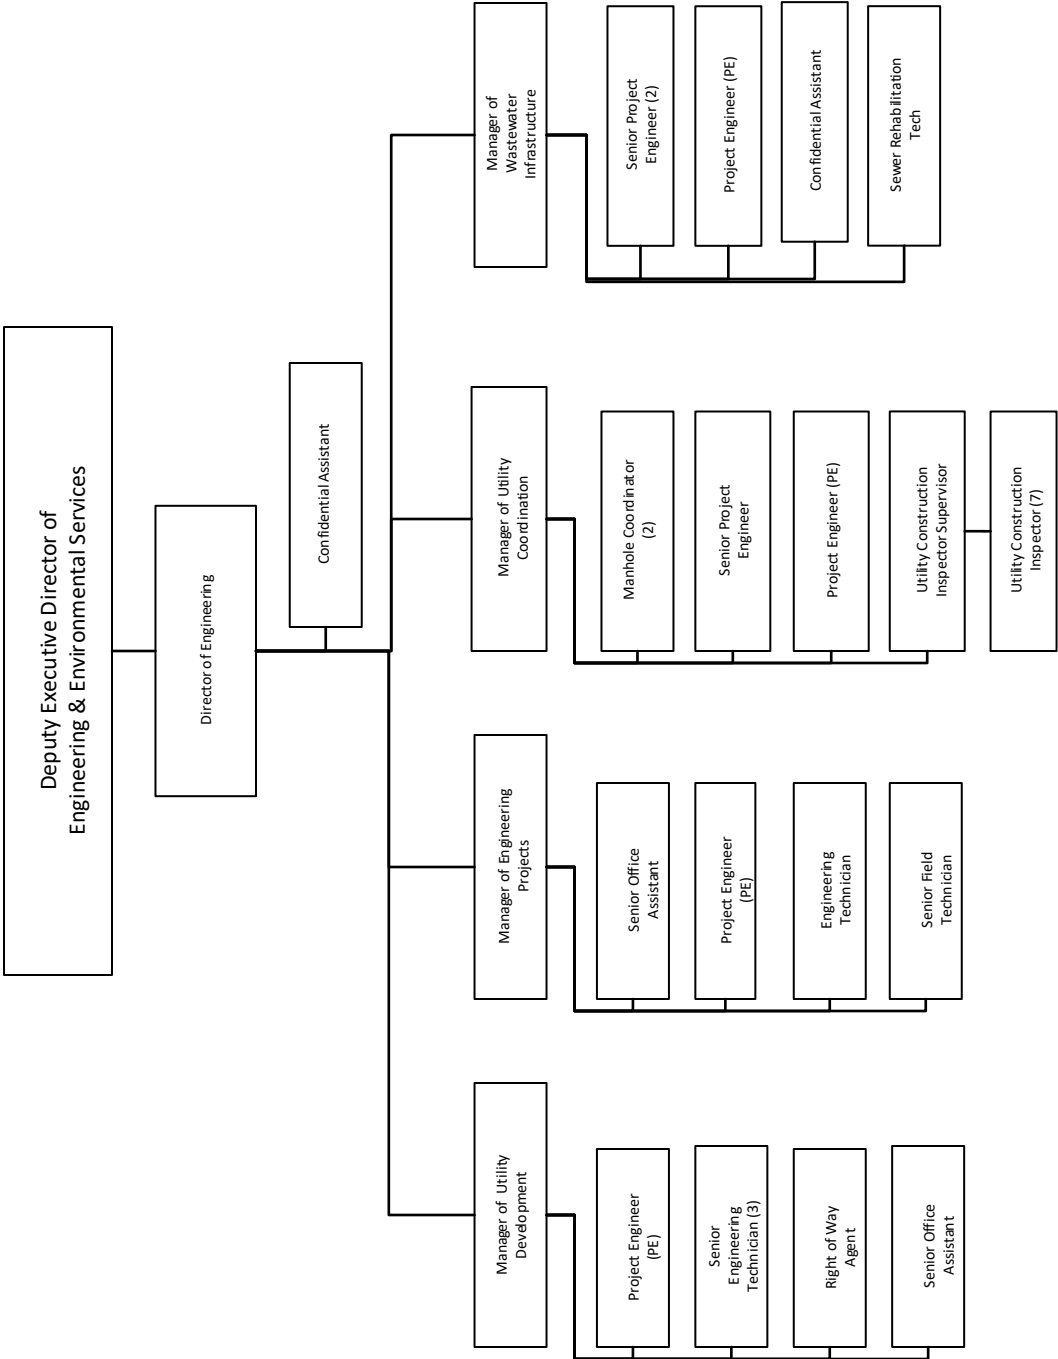 Deputy Executive Director of
Engineering & Environmental Services
Director of Engineering
Confidential Assistant
Manager of Utility
Development
Project Engineer
(PE)
Senior
Engineering
Technician (3)
Right of Way
Agent
Senior Office
Assistant
Manager of Engineering
Projects
Senior Office
Assistant
Project Engineer
(PE)
Engineering
Technician
Senior Field
Technician
Manager of Utility
Coordination
Manhole Coordinator
(2)
Senior Project
Engineer
Project Engineer (PE)
Utility Construction
Inspector Supervisor
Utility Construction
Inspector (7)
Manager of
Wastewater
Infrastructure
Senior Project
Engineer (2)
Project Engineer (PE)
Confidential Assistant
Sewer Rehabilitation
Tech